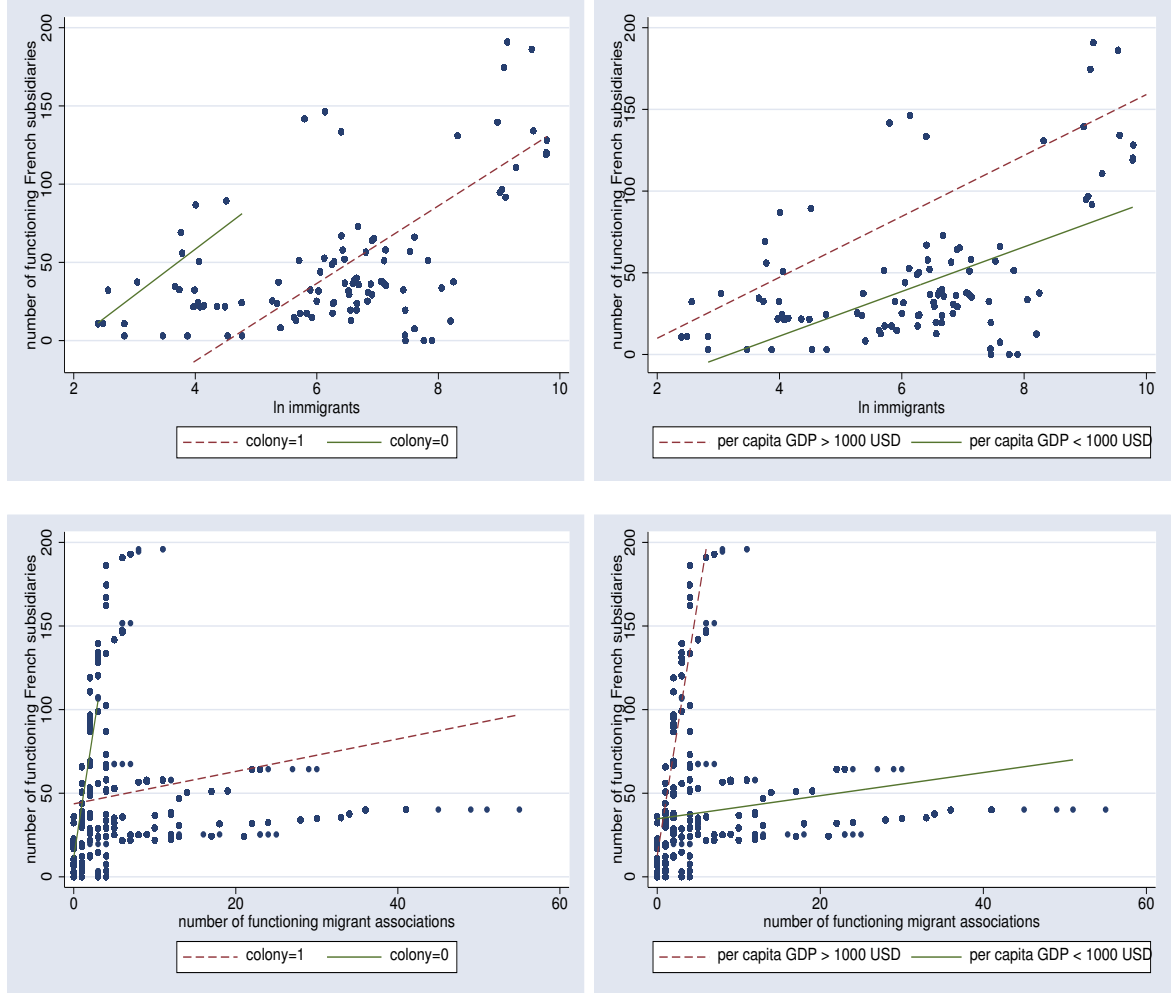 number of functioning French subsidiaries
200
150
100
50
0
2 4 6 8 10
ln immigrants
colony=1 colony=0
number of functioning French subsidiaries
200
150
100
50
0
2 4 6 8 10
ln immigrants
per capita GDP > 1000 USD per capita GDP < 1000 USD
number of functioning French subsidiaries
200
150
100
50
0
0 20 40 60
number of functioning migrant associations
colony=1 colony=0
number of functioning French subsidiaries
200
150
100
50
0
0 20 40 60
number of functioning migrant associations
per capita GDP > 1000 USD per capita GDP < 1000 USD